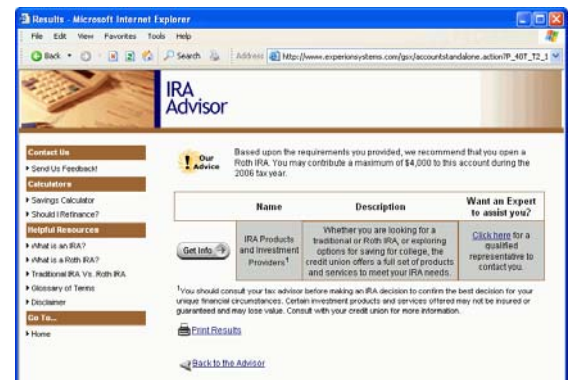 Results - Microsoft Internet Explorer
File Edit View Favorites Tools Help
Back Search Address http://www.experionsystems.com/gsx/accountstandalone.action?P_40T_T2_1
IRA
Advisor
Contact Us
Send Us Feedback!
Calculators
Savings Calculator
Should I Refinance?
Helpful Resources
What is an IRA?
What is a Roth IRA?
Traditional IRA Vs. Roth IRA
Glossary of Terms
Disclaimer
Go To...
Home
! Our
Advice
Based upon the requirements you provided, we recommend that you open a
Roth IRA. You may contribute a maximum of $4,000 to this account during the
2006 tax year.
Name Description Want an Expert
to assist you?
Get Info
IRA Products
and Investment
Providers¹
Whether you are looking for a
traditional or Roth IRA, or exploring
options for saving for college, the
credit union offers a full set of products
and services to meet your IRA needs.
Click here for a
qualified
representative to
contact you.
¹You should consult your tax advisor before making an IRA decision to confirm the best decision for your
unique financial circumstances. Certain investment products and services offered may not be insured or
guaranteed and may lose value. Consult with your credit union for more information.
Print Results
Back to the Advisor